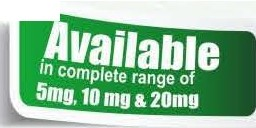 Available
in complete range of
5mg, 10 mg & 20mg